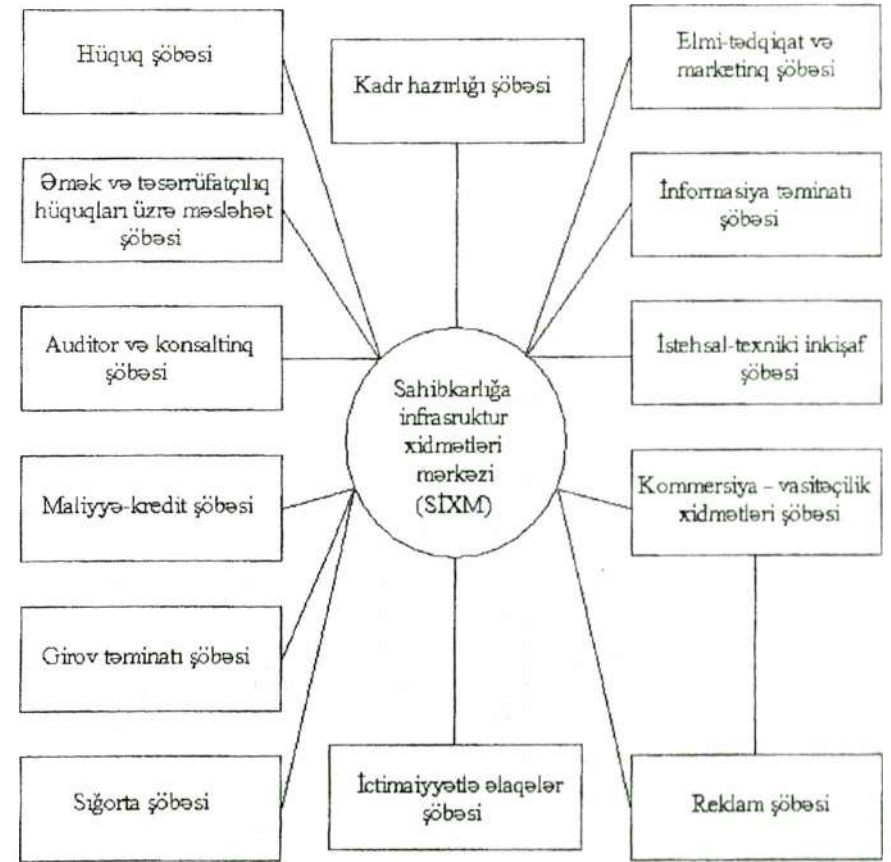 Hüquq şöbəsi
Kadr hazırlığı şöbəsi
Elmi-tədqiqat və
marketinq şöbəsi
Əmək və təsərrüfatçılıq
hüquqları üzrə məsləhət
şöbəsi
İnformasiya təminatı
şöbəsi
Auditor və konsaltinq
şöbəsi
Sahibkarlığa
infrasruktur
xidmətləri
mərkəzi
(SİXM)
İstehsal-texniki inkişaf
şöbəsi
Maliyyə-kredit şöbəsi
Kommersiya – vasitəçilik
xidmətləri şöbəsi
Girov təminatı şöbəsi
Sığorta şöbəsi
İctimaiyyətlə əlaqələr
şöbəsi
Reklam şöbəsi